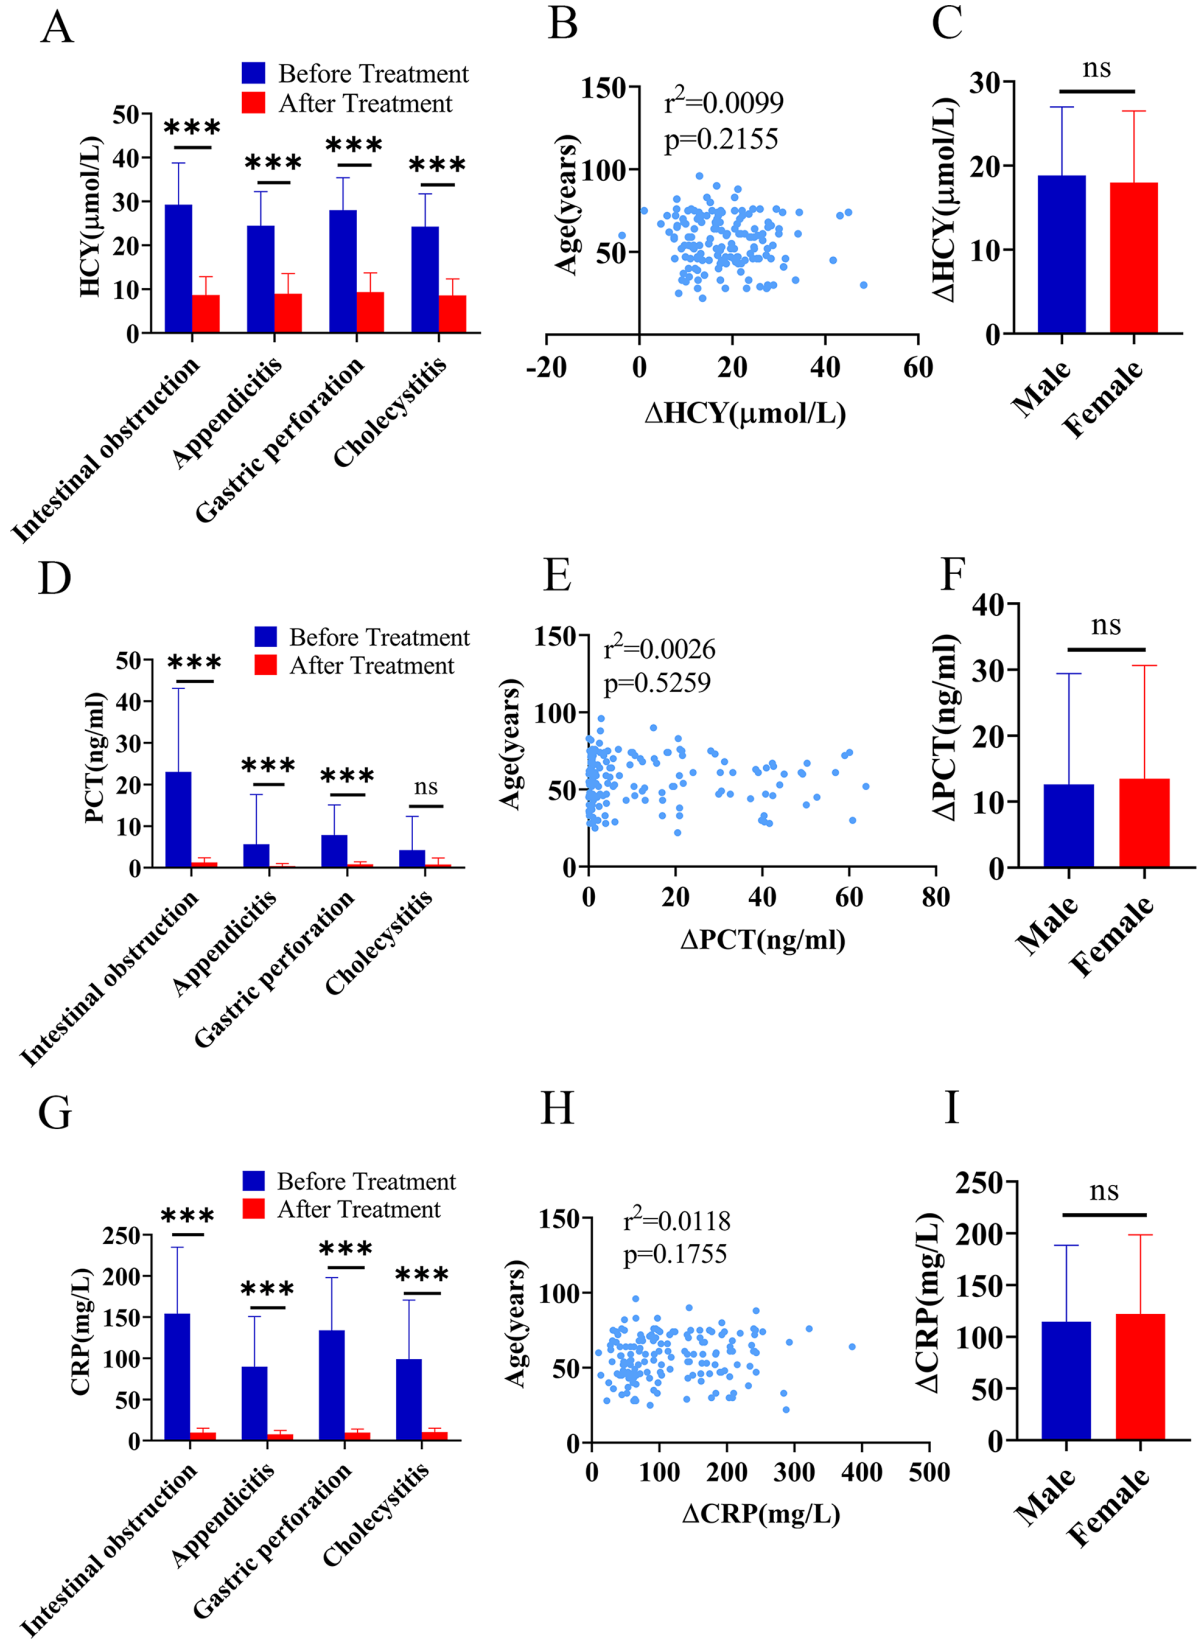 A
Before Treatment
After Treatment
HCY(μmol/L)
50
40
30
20
10
0
***
***
***
***
Intestinal obstruction
Appendicitis
Gastric perforation
Cholecystitis
B
r²=0.0099
p=0.2155
Age(years)
150
100
50
-20
0
20
40
60
ΔHCY(μmol/L)
C
ns
ΔHCY(μmol/L)
30
20
10
0
Male
Female
D
Before Treatment
After Treatment
PCT(ng/ml)
50
40
30
20
10
0
***
***
***
ns
Intestinal obstruction
Appendicitis
Gastric perforation
Cholecystitis
E
r²=0.0026
p=0.5259
Age(years)
150
100
50
0
0
20
40
60
80
ΔPCT(ng/ml)
F
ns
ΔPCT(ng/ml)
40
30
20
10
0
Male
Female
G
Before Treatment
After Treatment
CRP(mg/L)
250
200
150
100
50
0
***
***
***
***
Intestinal obstruction
Appendicitis
Gastric perforation
Cholecystitis
H
r²=0.0118
p=0.1755
Age(years)
150
100
50
0
0
100
200
300
400
500
ΔCRP(mg/L)
I
ns
ΔCRP(mg/L)
250
200
150
100
50
0
Male
Female